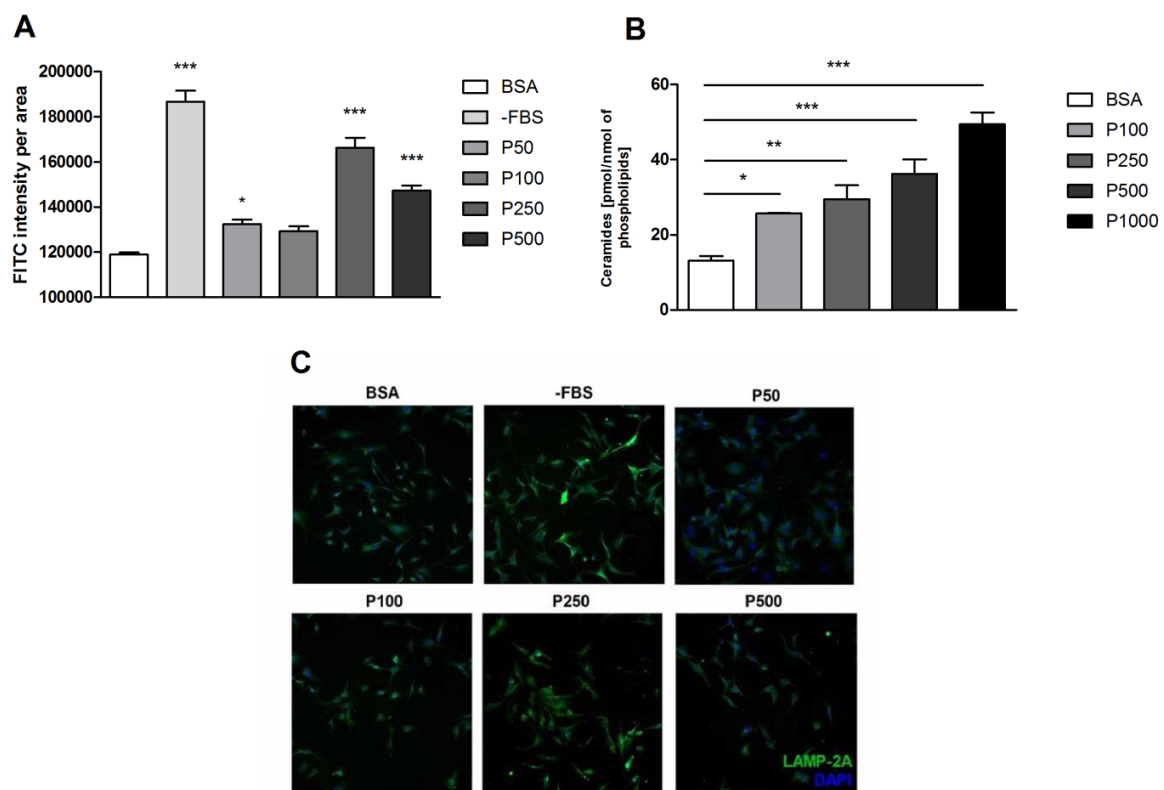 A
FITC intensity per area
200000
180000
160000
140000
120000
100000
***
*
***
***
BSA
-FBS
P50
P100
P250
P500
B
Ceramides [pmol/nmol of
phospholipids]
60
40
20
0
***
***
**
*
BSA
P100
P250
P500
P1000
C
BSA
-FBS
P50
P100
P250
P500
LAMP-2A
DAPI